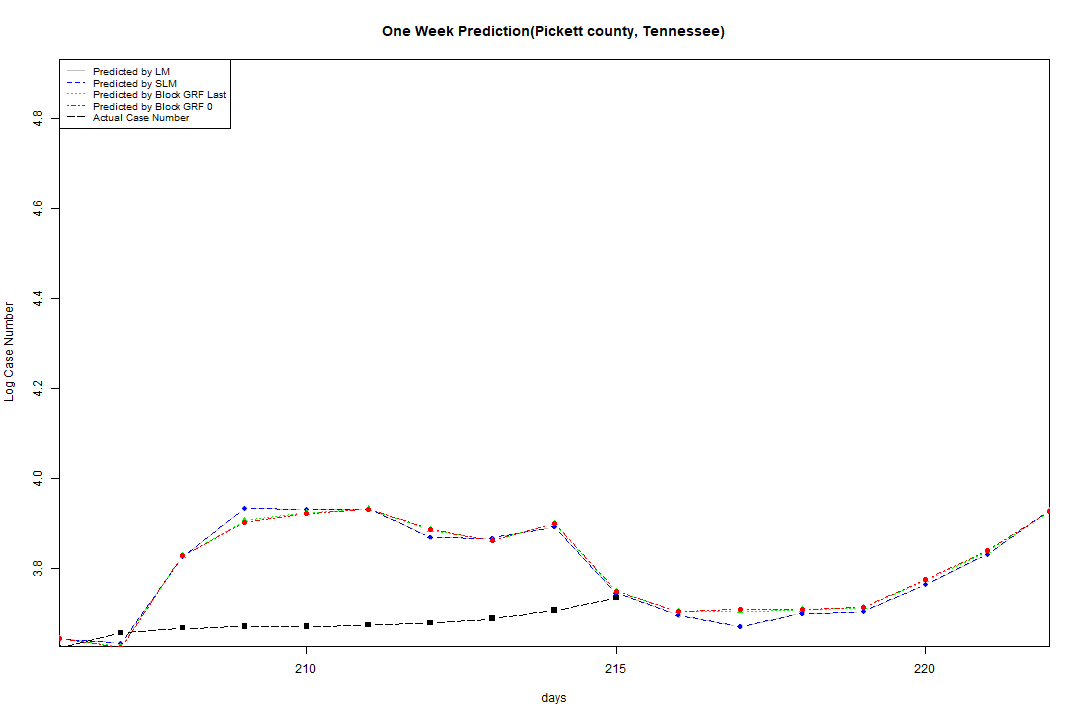 One Week Prediction(Pickett county, Tennessee)
Predicted by LM
Predicted by SLM
Predicted by Block GRF Last
Predicted by Block GRF 0
Actual Case Number
4.8
4.6
4.4
4.2
4.0
3.8
Log Case Number
210
215
220
days